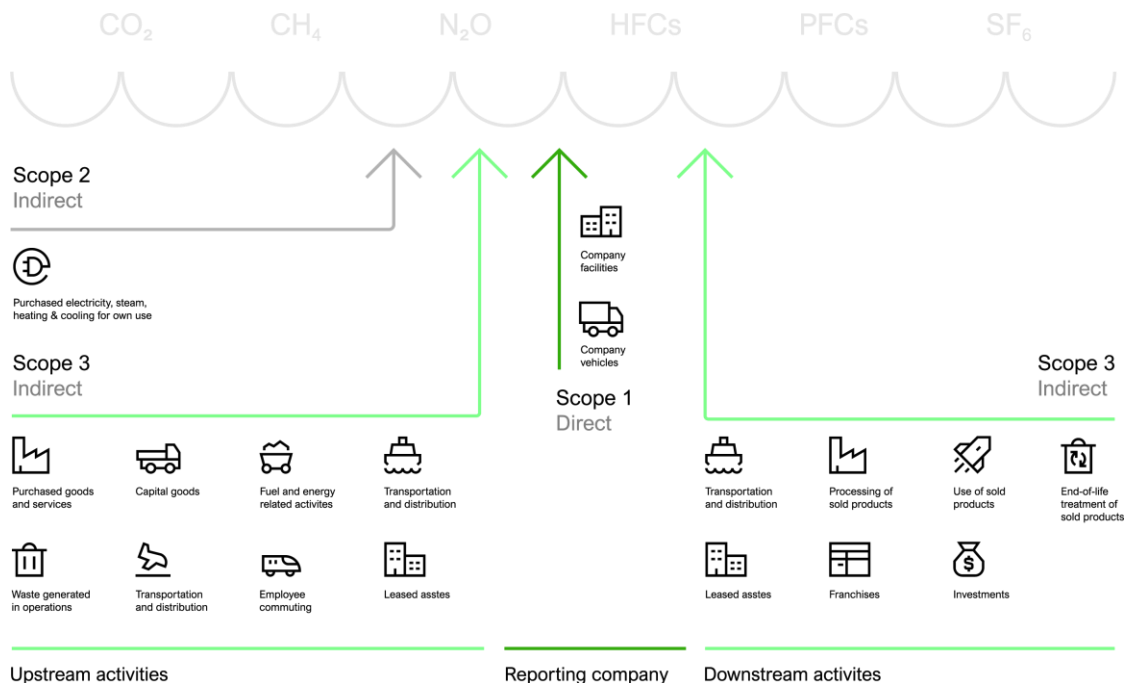 CO₂ CH₄ N₂O HFCs PFCs SF₆
Scope 2
Indirect
Purchased electricity, steam,
heating & cooling for own use
Company
facilities
Company
vehicles
Scope 1
Direct
Scope 3
Indirect
Purchased goods
and services
Capital goods
Fuel and energy
related activites
Transportation
and distribution
Waste generated
in operations
Transportation
and distribution
Employee
commuting
Leased asstes
Scope 3
Indirect
Transportation
and distribution
Processing of
sold products
Use of sold
products
End-of-life
treatment of
sold products
Leased asstes
Franchises
$
Investments
Upstream activities
Reporting company
Downstream activites